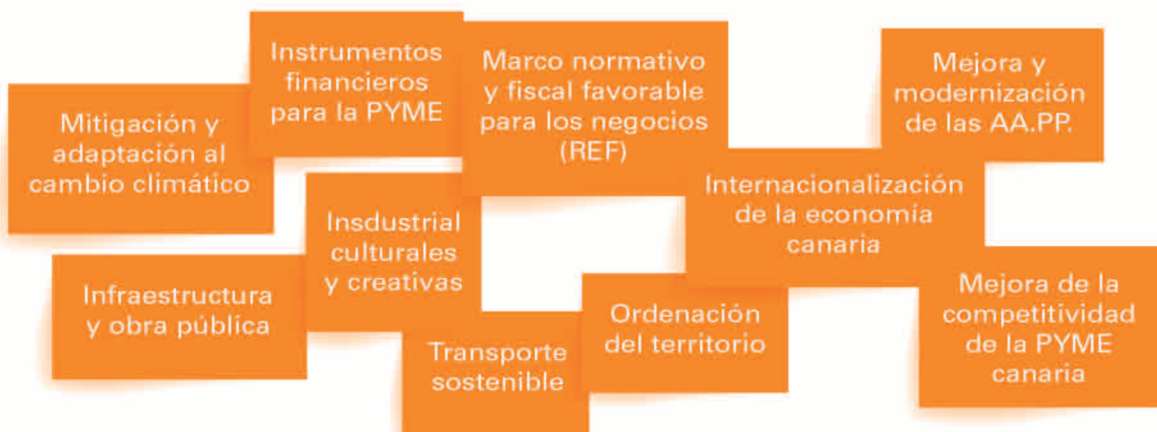 Mitigación y
adaptación al
cambio climático
Instrumentos
financieros
para la PYME
Marco normativo
y fiscal favorable
para los negocios
(REF)
Mejora y
modernización
de las AA.PP.
Internacionalización
de la economía
canaria
Insdustrial
culturales
y creativas
Infraestructura
y obra pública
Transporte
sostenible
Ordenación
del territorio
Mejora de la
competitividad
de la PYME
canaria